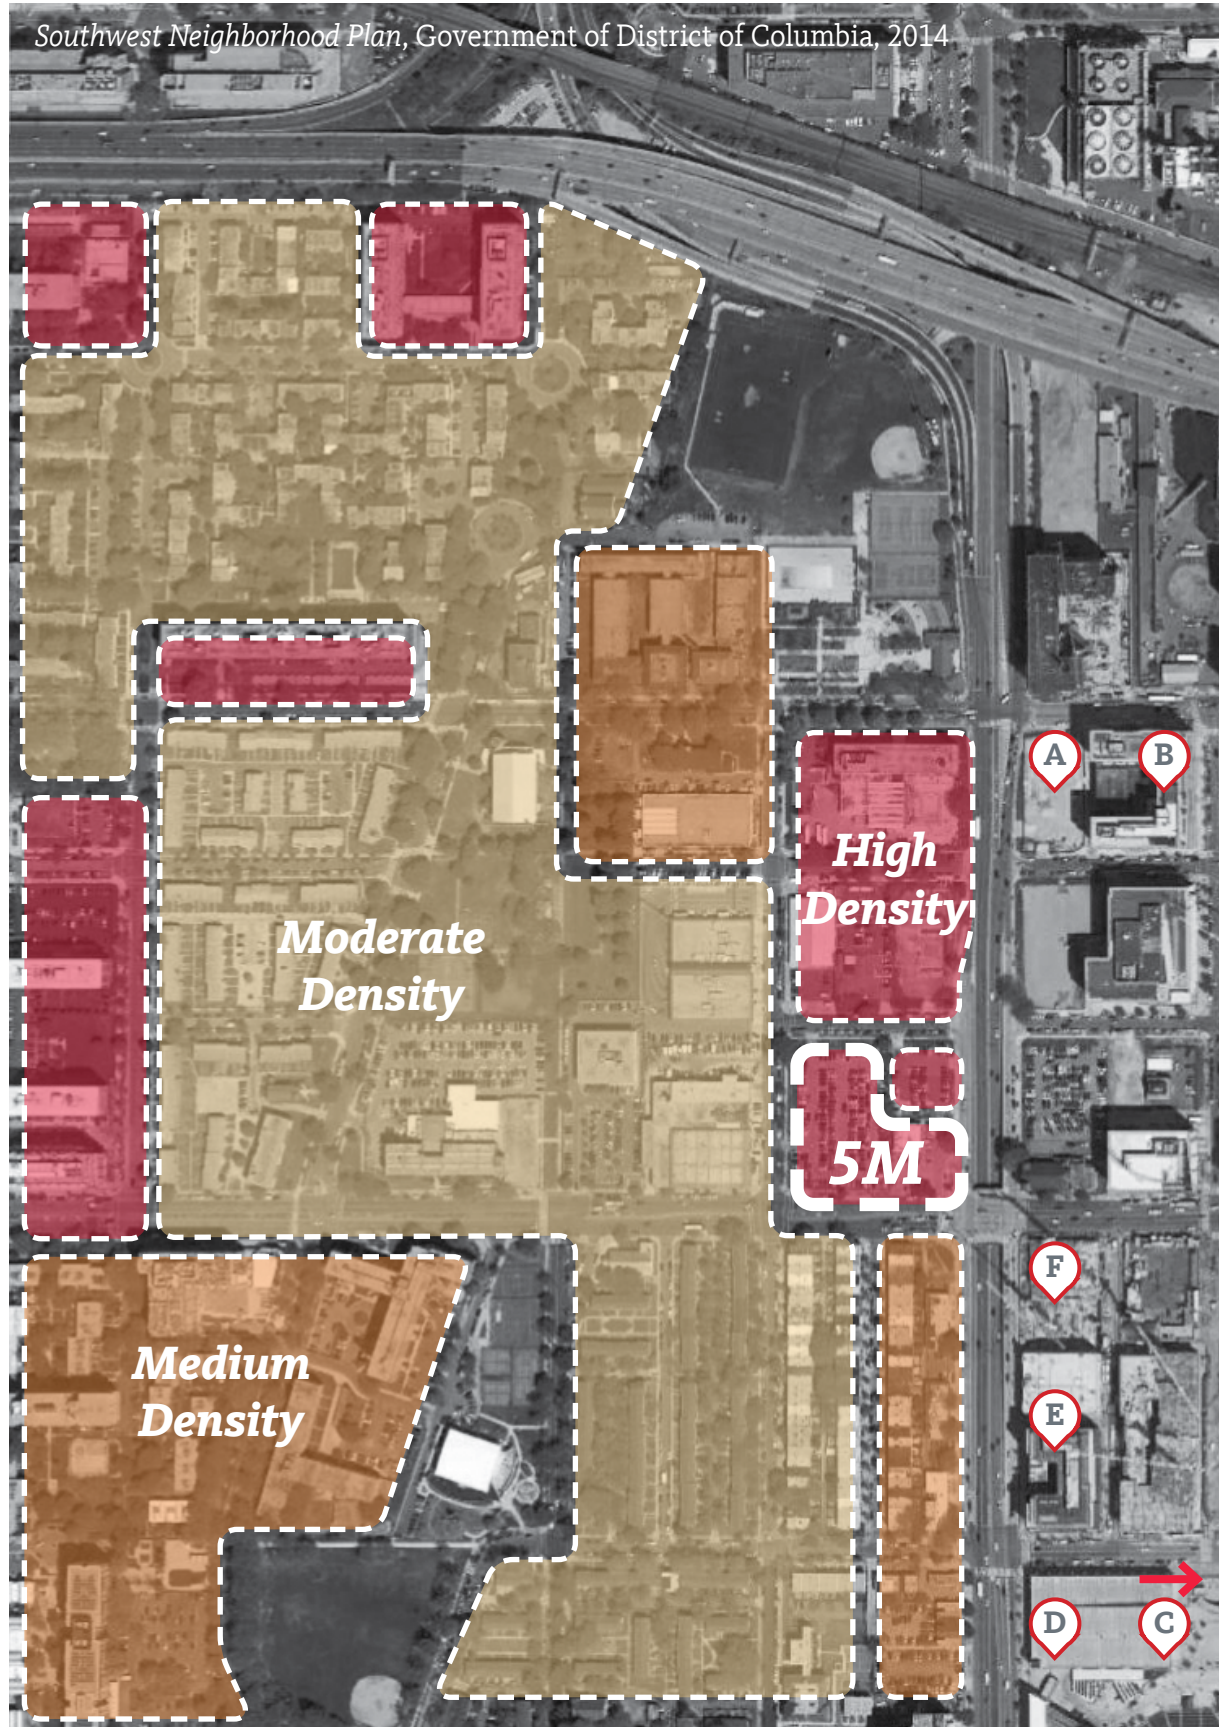 Southwest Neighborhood Plan, Government of District of Columbia, 2014
A
B
High
Density
Moderate
Density
5M
F
Medium
Density
E
D
C